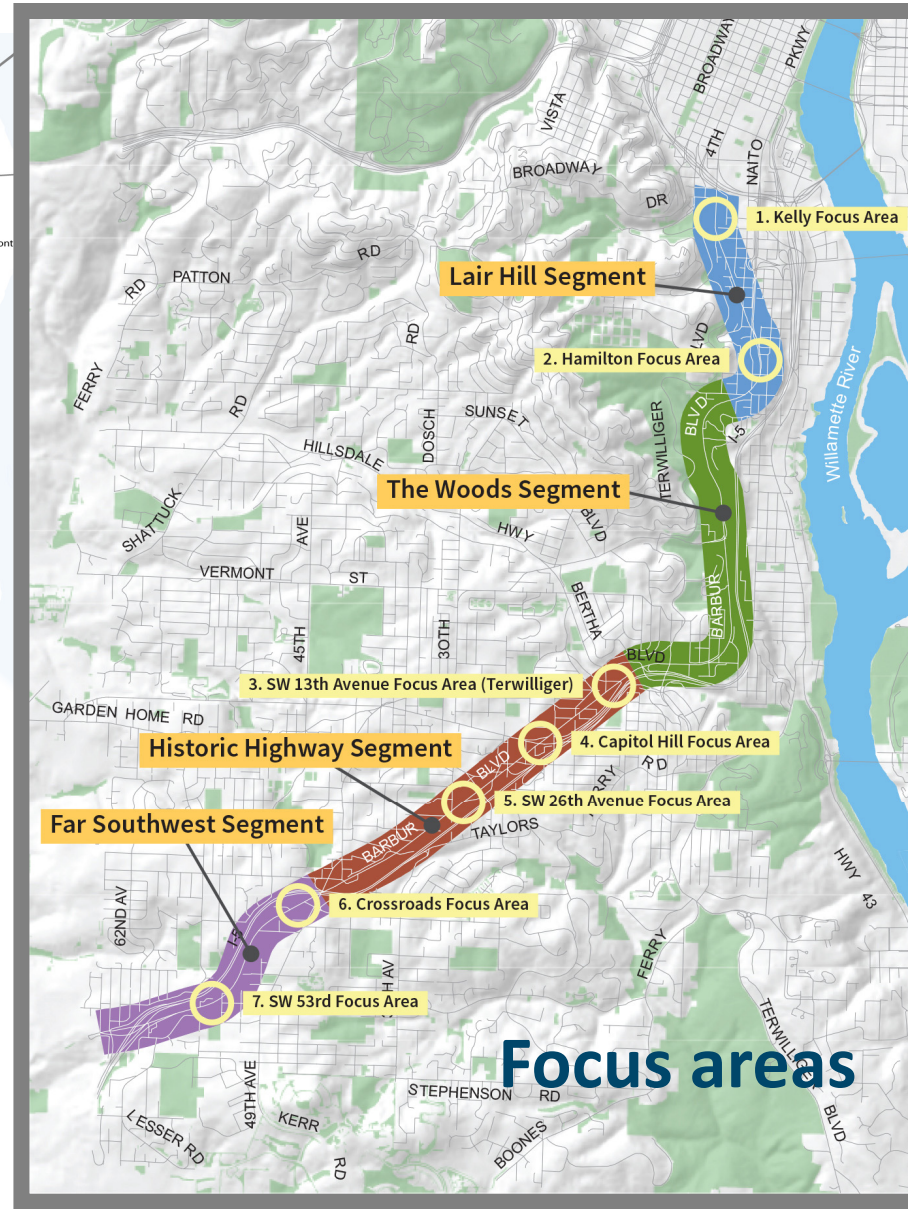 BROADWAY
PKWY
VISTA
4TH
NAITO
BROADWAY
DR
1. Kelly Focus Area
ont
RD
PATTON
RD
Lair Hill Segment
RD
LVD
2. Hamilton Focus Area
FERRY
RD
DOSCH
SUNSET
TERWILLIGER
BLVD
I-5
Willamette River
HILLSDALE
The Woods Segment
SHATTUCK
AVE
HWY
BLVD
VERMONT
ST
BERTHA
BARBUR
45TH
30TH
BLVD
3. SW 13th Avenue Focus Area (Terwilliger)
GARDEN HOME RD
Historic Highway Segment
4. Capitol Hill Focus Area
BLVD
RRY
RD
5. SW 26th Avenue Focus Area
Far Southwest Segment
BARBUR
TAYLORS
HWY 43
62ND AV
6. Crossroads Focus Area
I-5
FERRY
H AV
7. SW 53rd Focus Area
TERWILLIGER
BLVD
Focus areas
49TH AVE
STEPHENSON RD
LESSER RD
KERR
RD
BOONES